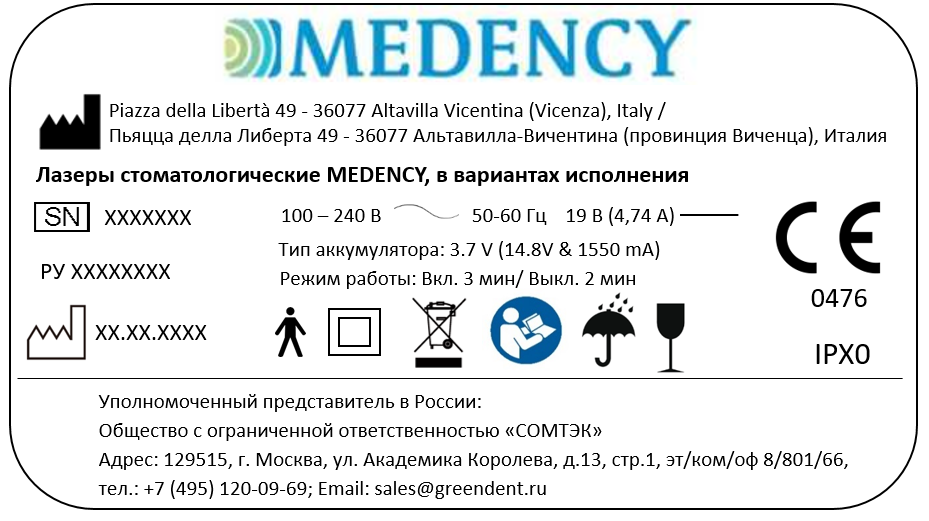 MEDENCY
Piazza della Libertà 49 - 36077 Altavilla Vicentina (Vicenza), Italy /
Пьяцца делла Либерта 49 - 36077 Альтавилла-Вичентина (провинция Виченца), Италия
Лазеры стоматологические MEDENCY, в вариантах исполнения
SN XXXXXXX
100 – 240 В 50-60 Гц 19 В (4,74 А)
Тип аккумулятора: 3.7 V (14.8V & 1550 mA)
РУ XXXXXXXX
Режим работы: Вкл. 3 мин/ Выкл. 2 мин
CE
0476
XX.XX.XXXX
IPX0
Уполномоченный представитель в России:
Общество с ограниченной ответственностью «СОМТЭК»
Адрес: 129515, г. Москва, ул. Академика Королева, д.13, стр.1, эт/ком/оф 8/801/66,
тел.: +7 (495) 120-09-69; Email: sales@greendent.ru